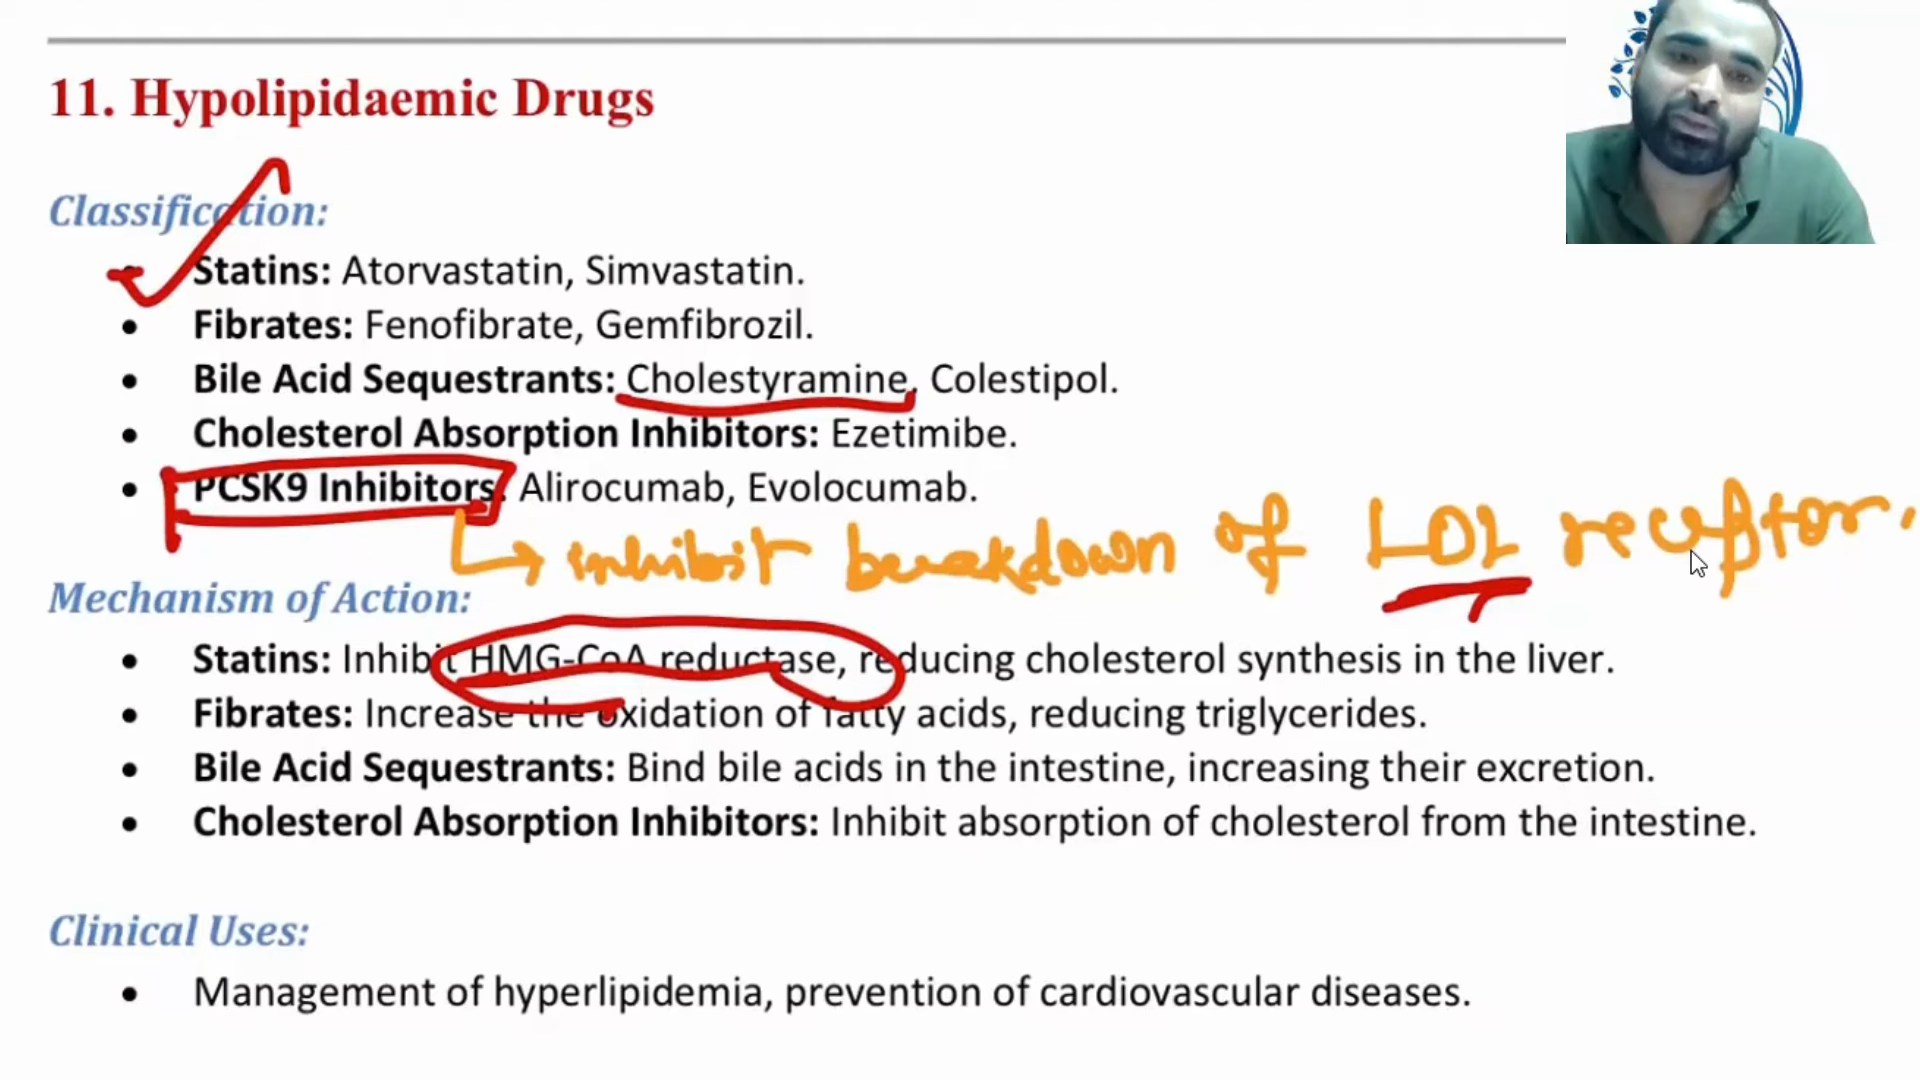 11. Hypolipidaemic Drugs
Classification:
• Statins: Atorvastatin, Simvastatin.
• Fibrates: Fenofibrate, Gemfibrozil.
• Bile Acid Sequestrants: Cholestyramine, Colestipol.
• Cholesterol Absorption Inhibitors: Ezetimibe.
• PCSK9 Inhibitors: Alirocumab, Evolocumab.
↳ inhibit breakdown of LDL receptor.
Mechanism of Action:
• Statins: Inhibit HMG-CoA reductase, reducing cholesterol synthesis in the liver.
• Fibrates: Increase the oxidation of fatty acids, reducing triglycerides.
• Bile Acid Sequestrants: Bind bile acids in the intestine, increasing their excretion.
• Cholesterol Absorption Inhibitors: Inhibit absorption of cholesterol from the intestine.
Clinical Uses:
• Management of hyperlipidemia, prevention of cardiovascular diseases.